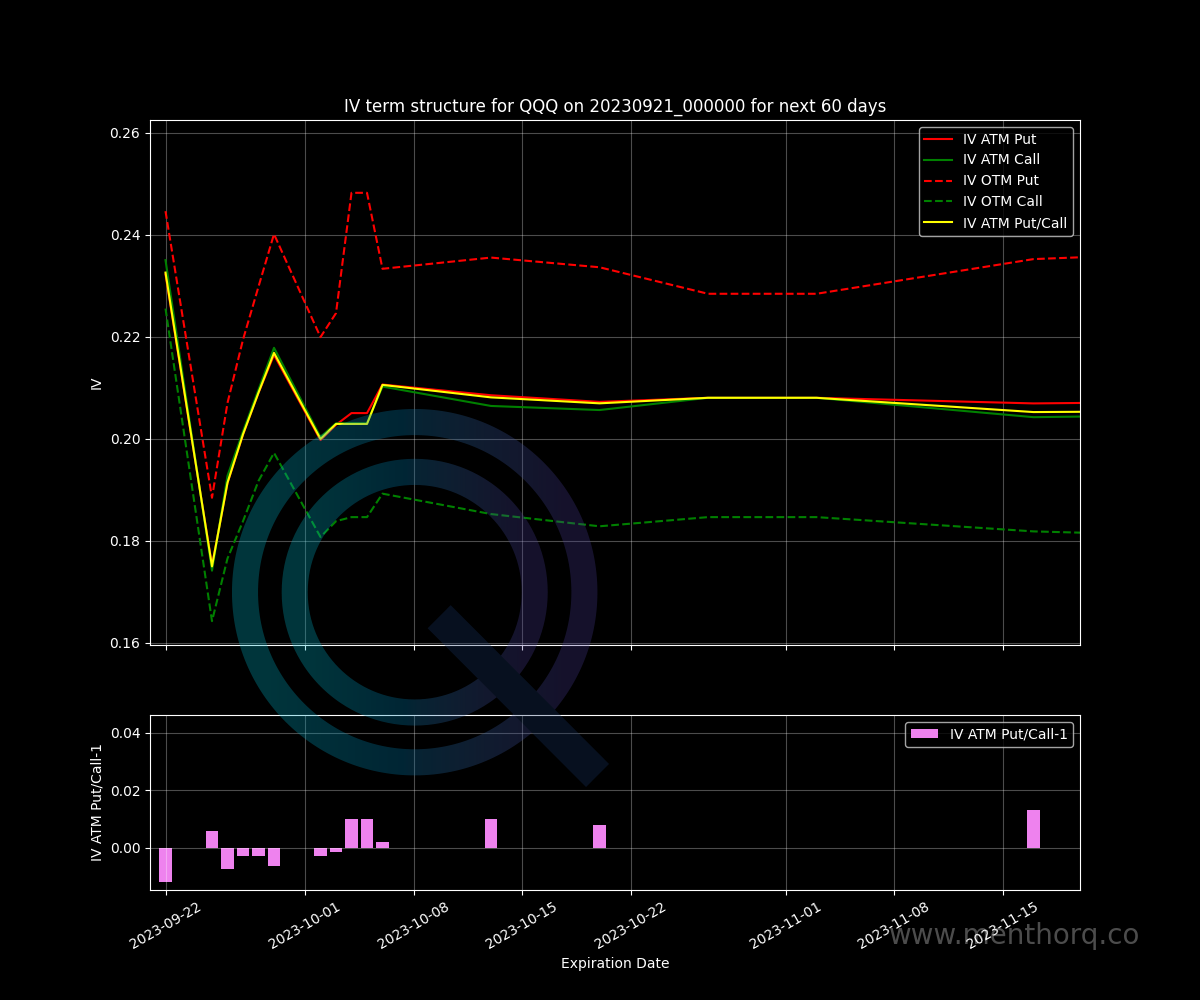 IV term structure for QQQ on 20230921_000000 for next 60 days
0.26
0.24
0.22
0.20
0.18
0.16
IV
IV ATM Put
IV ATM Call
IV OTM Put
IV OTM Call
IV ATM Put/Call
0.04
0.02
0.00
IV ATM Put/Call-1
IV ATM Put/Call-1
2023-09-22
2023-10-01
2023-10-08
2023-10-15
2023-10-22
2023-11-01
2023-11-08
2023-11-15
www.menthorq.co
Expiration Date